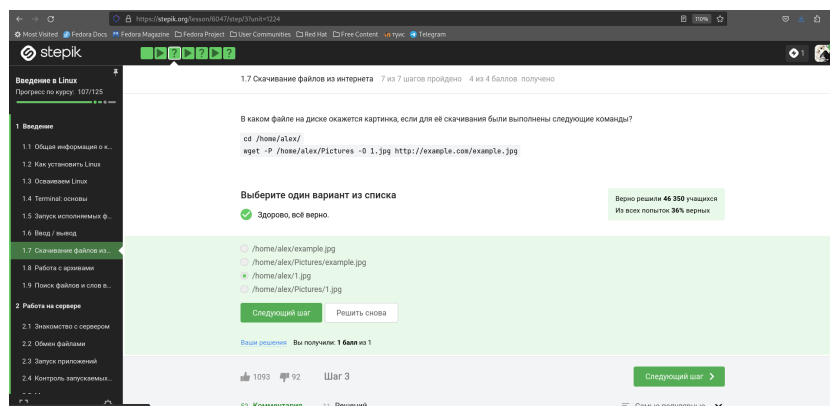 https://stepik.org/lesson/6047/step/3?unit=1224
110%
Most Visited Fedora Docs Fedora Magazine Fedora Project User Communities Red Hat Free Content туис Telegram
stepik
1
Введение в Linux
Прогресс по курсу: 107/125
1.7 Скачивание файлов из интернета 7 из 7 шагов пройдено 4 из 4 баллов получено
1 Введение
1.1 Общая информация о к...
1.2 Как установить Linux
1.3 Осваиваем Linux
1.4 Terminal: основы
1.5 Запуск исполняемых ф...
1.6 Ввод / вывод
1.7 Скачивание файлов из...
1.8 Работа с архивами
1.9 Поиск файлов и слов в...
2 Работа на сервере
2.1 Знакомство с сервером
2.2 Обмен файлами
2.3 Запуск приложений
2.4 Контроль запускаемых...
В каком файле на диске окажется картинка, если для её скачивания были выполнены следующие команды?
cd /home/alex/
wget -P /home/alex/Pictures -O 1.jpg http://example.com/example.jpg
Выберите один вариант из списка
Здорово, всё верно.
Верно решили 46 350 учащихся
Из всех попыток 36% верных
/home/alex/example.jpg
/home/alex/Pictures/example.jpg
/home/alex/1.jpg
/home/alex/Pictures/1.jpg
Следующий шаг Решить снова
Ваши решения Вы получили: 1 балл из 1
1093 92 Шаг 3 Следующий шаг
Комментария Решений Самые популярные